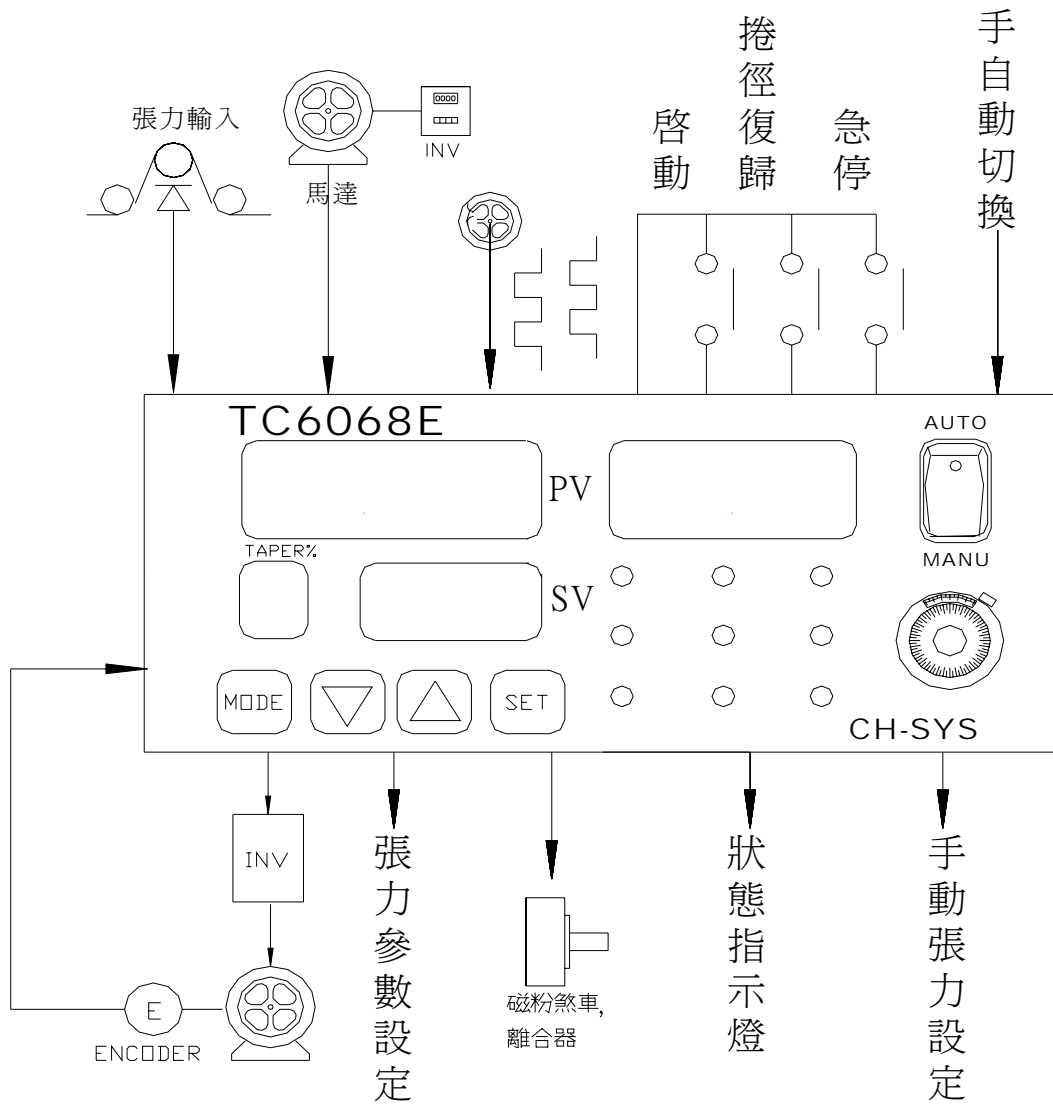 張力輸入
馬達
0000
INV
啓動
捲徑復歸
急停
手自動切換
TC6068E
PV
AUTO
MANU
TAPER%
SV
MODE
SET
CH-SYS
INV
E
ENCODER
張力參數設定
磁粉煞車,
離合器
狀態指示燈
手動張力設定